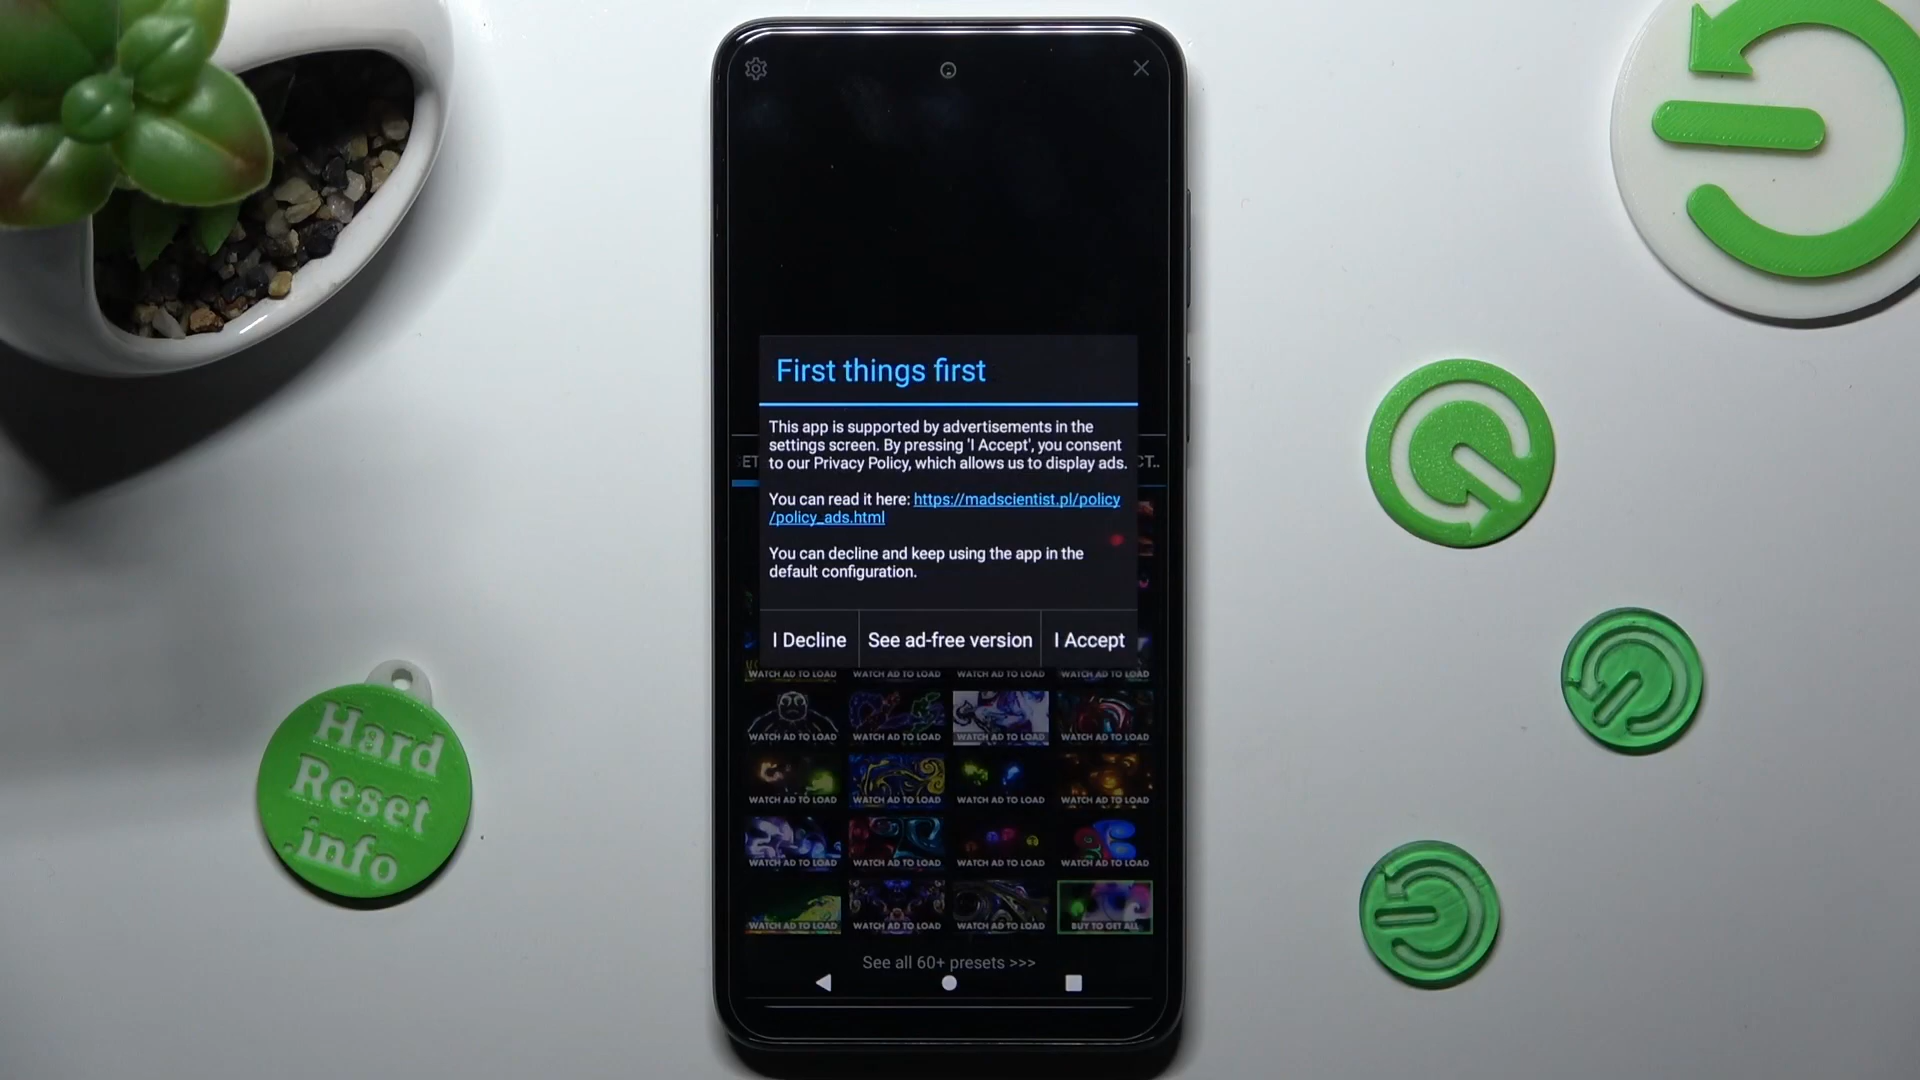 First things first
This app is supported by advertisements in the
settings screen. By pressing 'I Accept', you consent
to our Privacy Policy, which allows us to display ads.
You can read it here: https://madscientist.pl/policy
/policy_ads.html
You can decline and keep using the app in the
default configuration.
I Decline See ad-free version I Accept
WATCH AD TO LOAD WATCH AD TO LOAD WATCH AD TO LOAD WATCH AD TO LOAD
WATCH AD TO LOAD WATCH AD TO LOAD WATCH AD TO LOAD WATCH AD TO LOAD
WATCH AD TO LOAD WATCH AD TO LOAD WATCH AD TO LOAD WATCH AD TO LOAD
WATCH AD TO LOAD WATCH AD TO LOAD WATCH AD TO LOAD WATCH AD TO LOAD
WATCH AD TO LOAD WATCH AD TO LOAD WATCH AD TO LOAD BUY TO GET ALL
See all 60+ presets >>>
Hard
Reset
.info